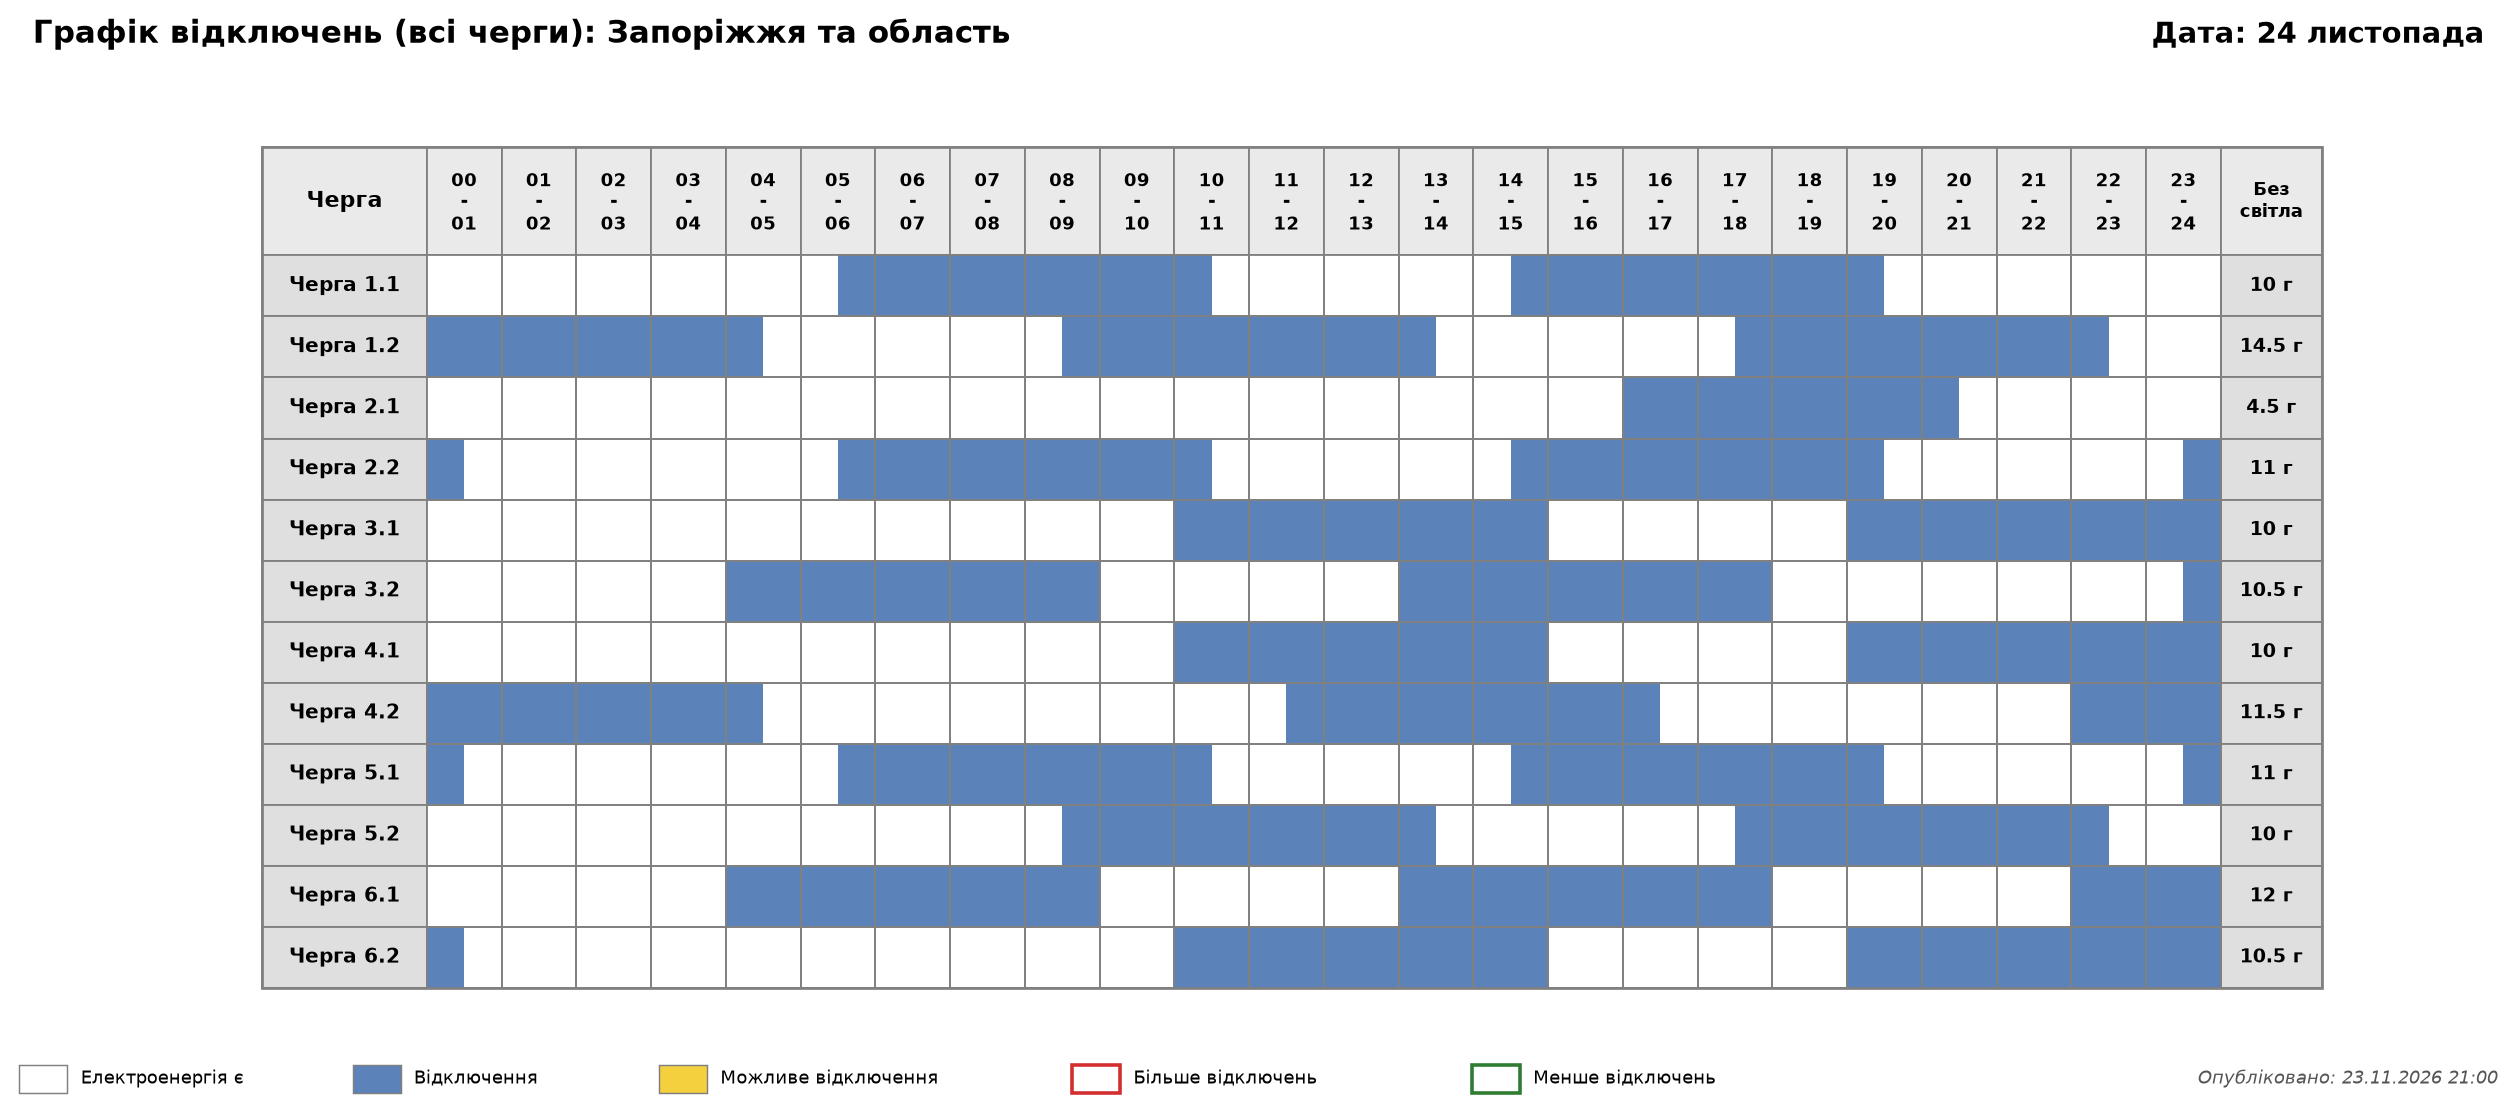 Графік відключень (всі черги): Запоріжжя та область
Дата: 24 листопада
Черга 00 - 01 01 - 02 02 - 03 03 - 04 04 - 05 05 - 06 06 - 07 07 - 08 08 - 09 09 - 10 10 - 11 11 - 12 12 - 13 13 - 14 14 - 15 15 - 16 16 - 17 17 - 18 18 - 19 19 - 20 20 - 21 21 - 22 22 - 23 23 - 24 Без світла
Черга 1.1 10 г
Черга 1.2 14.5 г
Черга 2.1 4.5 г
Черга 2.2 11 г
Черга 3.1 10 г
Черга 3.2 10.5 г
Черга 4.1 10 г
Черга 4.2 11.5 г
Черга 5.1 11 г
Черга 5.2 10 г
Черга 6.1 12 г
Черга 6.2 10.5 г
Електроенергія є
Відключення
Можливе відключення
Більше відключень
Менше відключень
Опубліковано: 23.11.2026 21:00